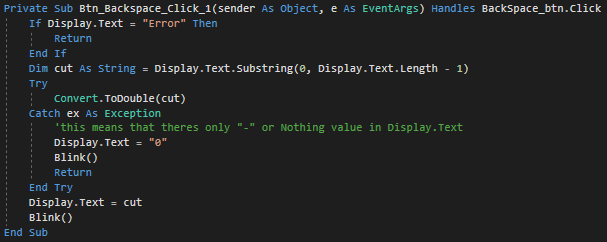 Private Sub Btn_Backspace_Click_1(sender As Object, e As EventArgs) Handles BackSpace_btn.Click
    If Display.Text = "Error" Then
        Return
    End If
    Dim cut As String = Display.Text.Substring(0, Display.Text.Length - 1)
    Try
        Convert.ToDouble(cut)
    Catch ex As Exception
        'this means that theres only "-" or Nothing value in Display.Text
        Display.Text = "0"
        Blink()
        Return
    End Try
    Display.Text = cut
    Blink()
End Sub